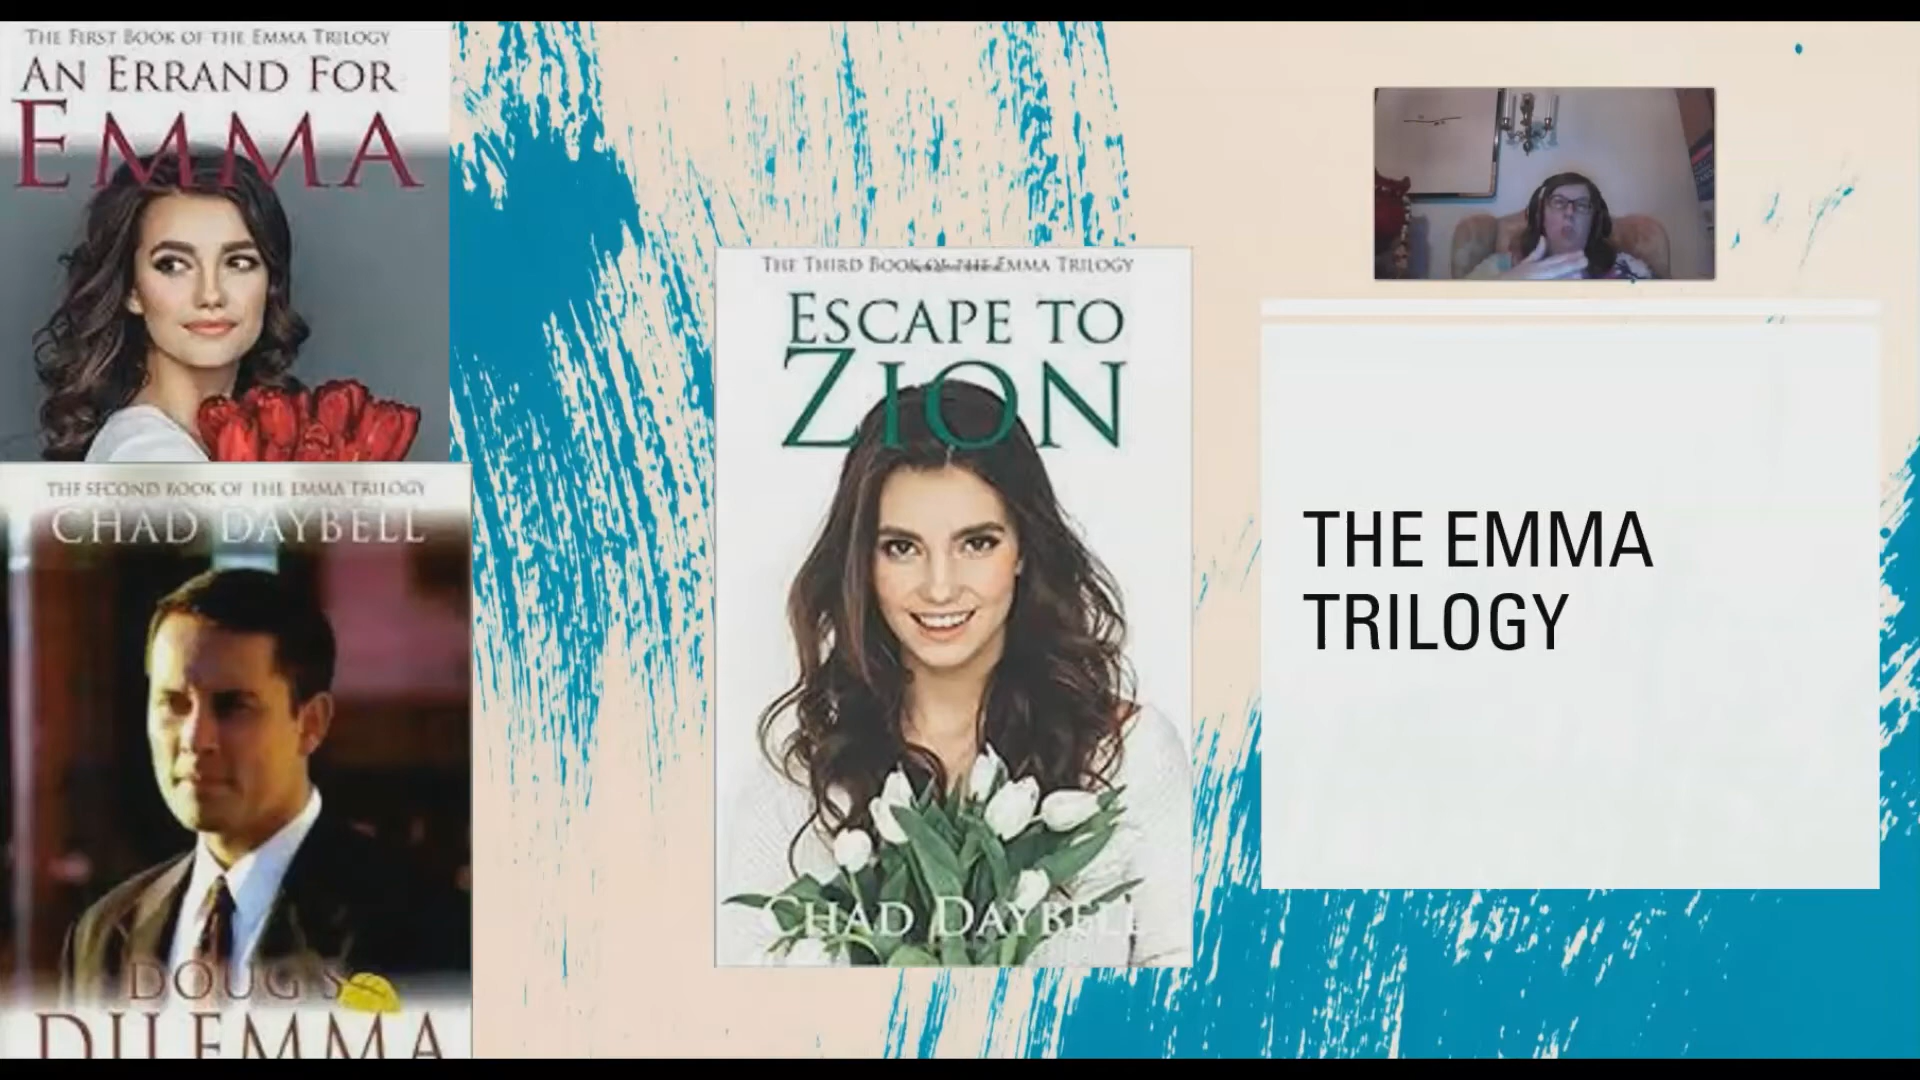 THE FIRST BOOK OF THE EMMA TRILOGY
AN ERRAND FOR
EMMA
THE SECOND BOOK OF THE EMMA TRILOGY
CHAD DAYBELL
DOUG'S
DILEMMA
THE THIRD BOOK OF THE EMMA TRILOGY
ESCAPE TO
ZION
CHAD DAYBELL
THE EMMA
TRILOGY